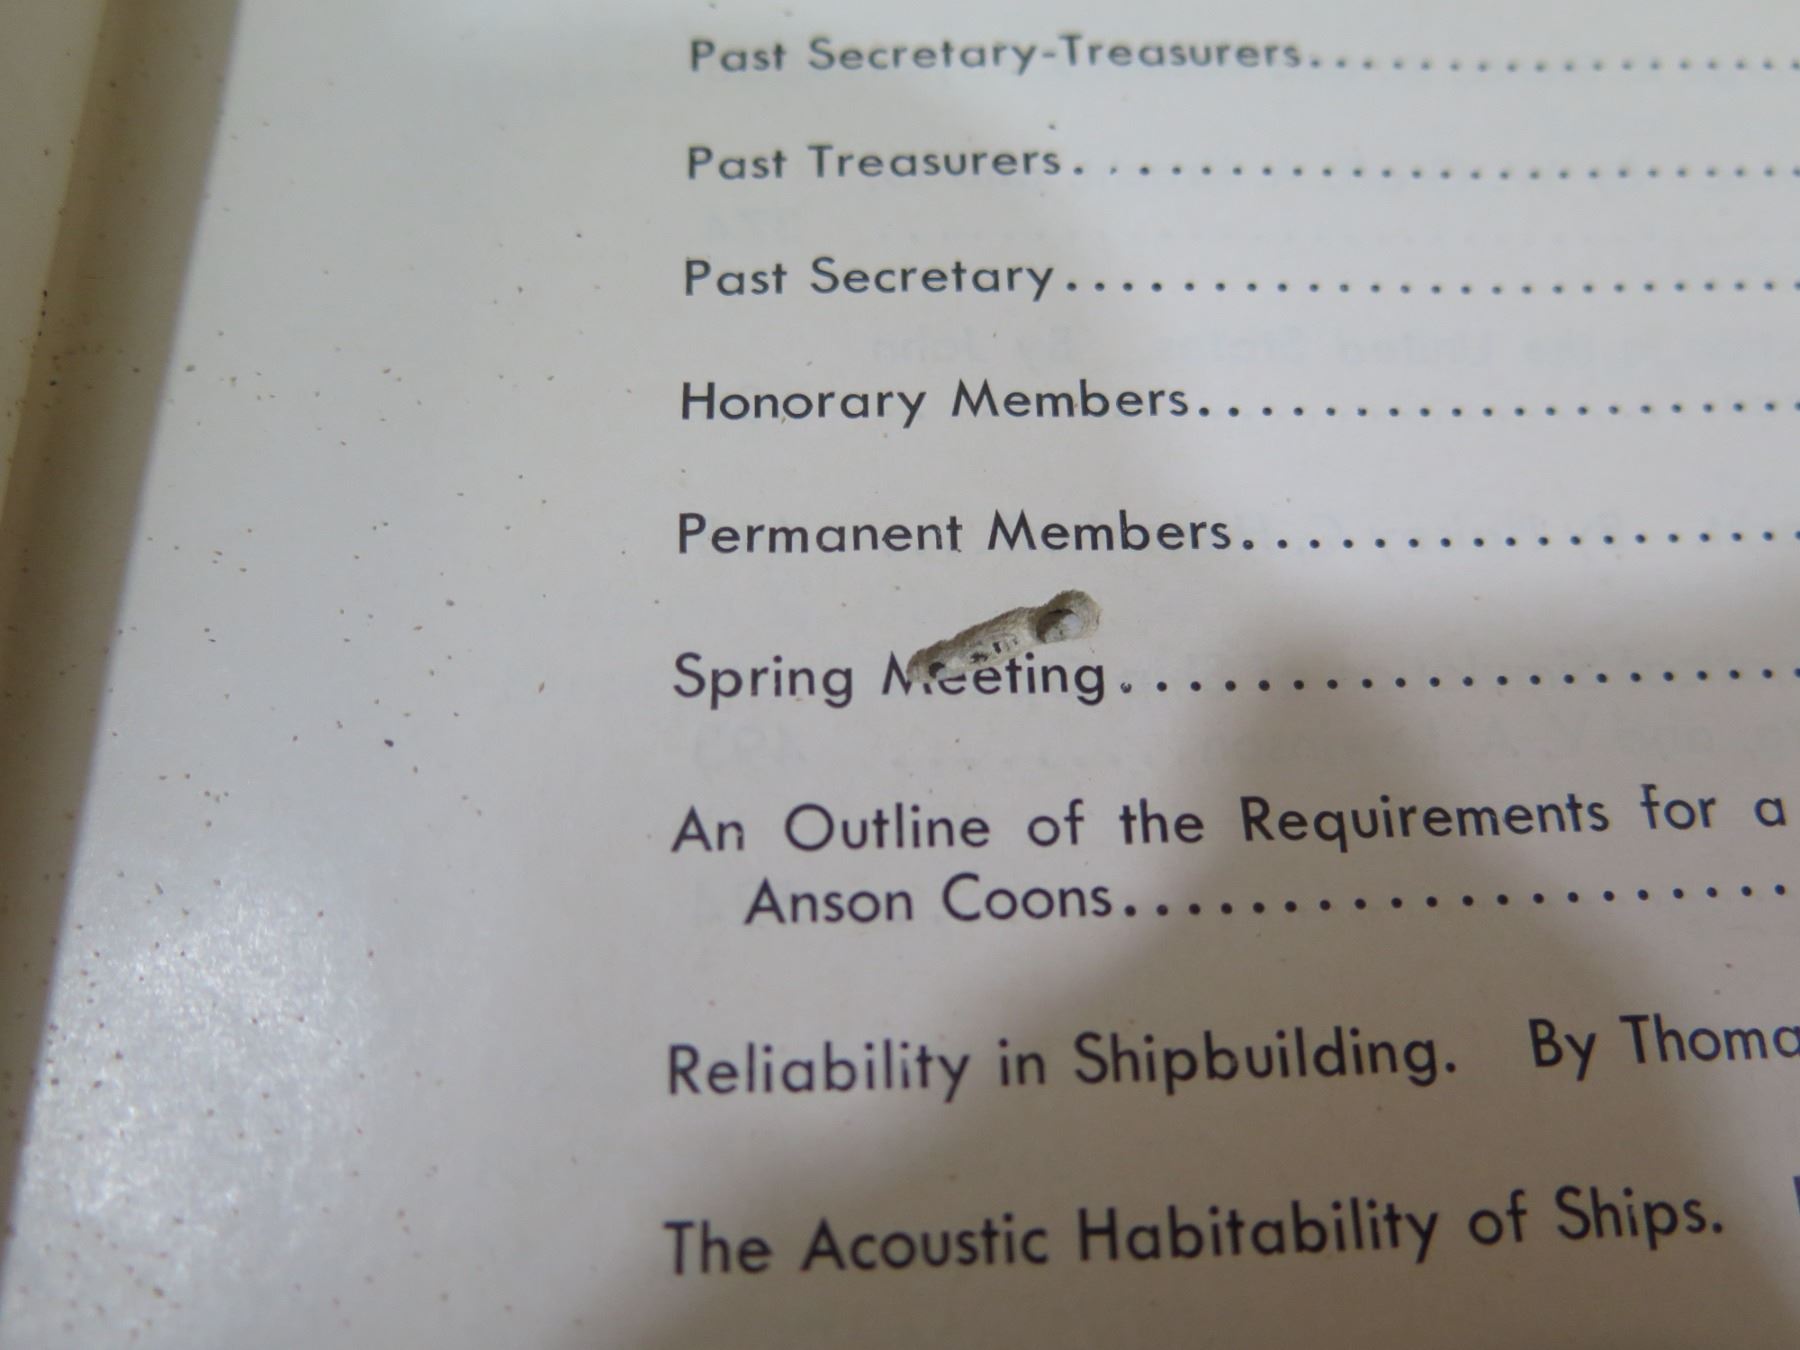 Past Secretary-Treasurers..................
Past Treasurers........................
Past Secretary.........................
Honorary Members....................
Permanent Members..................
Spring Meeting.....................
An Outline of the Requirements for a
Anson Coons.....................
Reliability in Shipbuilding. By Thoma
The Acoustic Habitability of Ships.